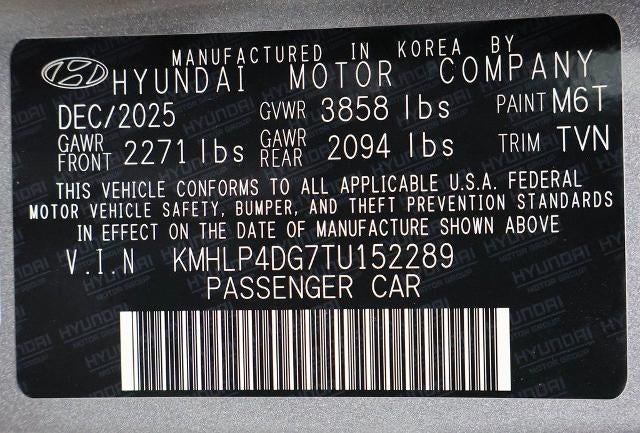 MANUFACTURED IN KOREA BY
HYUNDAI MOTOR COMPANY
DEC/2025 GVWR 3858 lbs PAINT M6T
GAWR FRONT 2271 lbs GAWR REAR 2094 lbs TRIM TVN
THIS VEHICLE CONFORMS TO ALL APPLICABLE U.S.A. FEDERAL
MOTOR VEHICLE SAFETY, BUMPER, AND THEFT PREVENTION STANDARDS
IN EFFECT ON THE DATE OF MANUFACTURE SHOWN ABOVE
V.I.N KMHLP4DG7TU152289
PASSENGER CAR